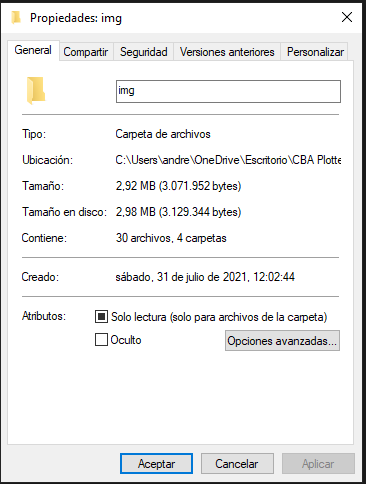 Propiedades: img
General Compartir Seguridad Versiones anteriores Personalizar
img
Tipo: Carpeta de archivos
Ubicación: C:\Users\andre\OneDrive\Escritorio\CBA Plotte
Tamaño: 2,92 MB (3.071.952 bytes)
Tamaño en disco: 2,98 MB (3.129.344 bytes)
Contiene: 30 archivos, 4 carpetas
Creado: sábado, 31 de julio de 2021, 12:02:44
Atributos: Solo lectura (solo para archivos de la carpeta)
Oculto Opciones avanzadas...
Aceptar Cancelar Aplicar